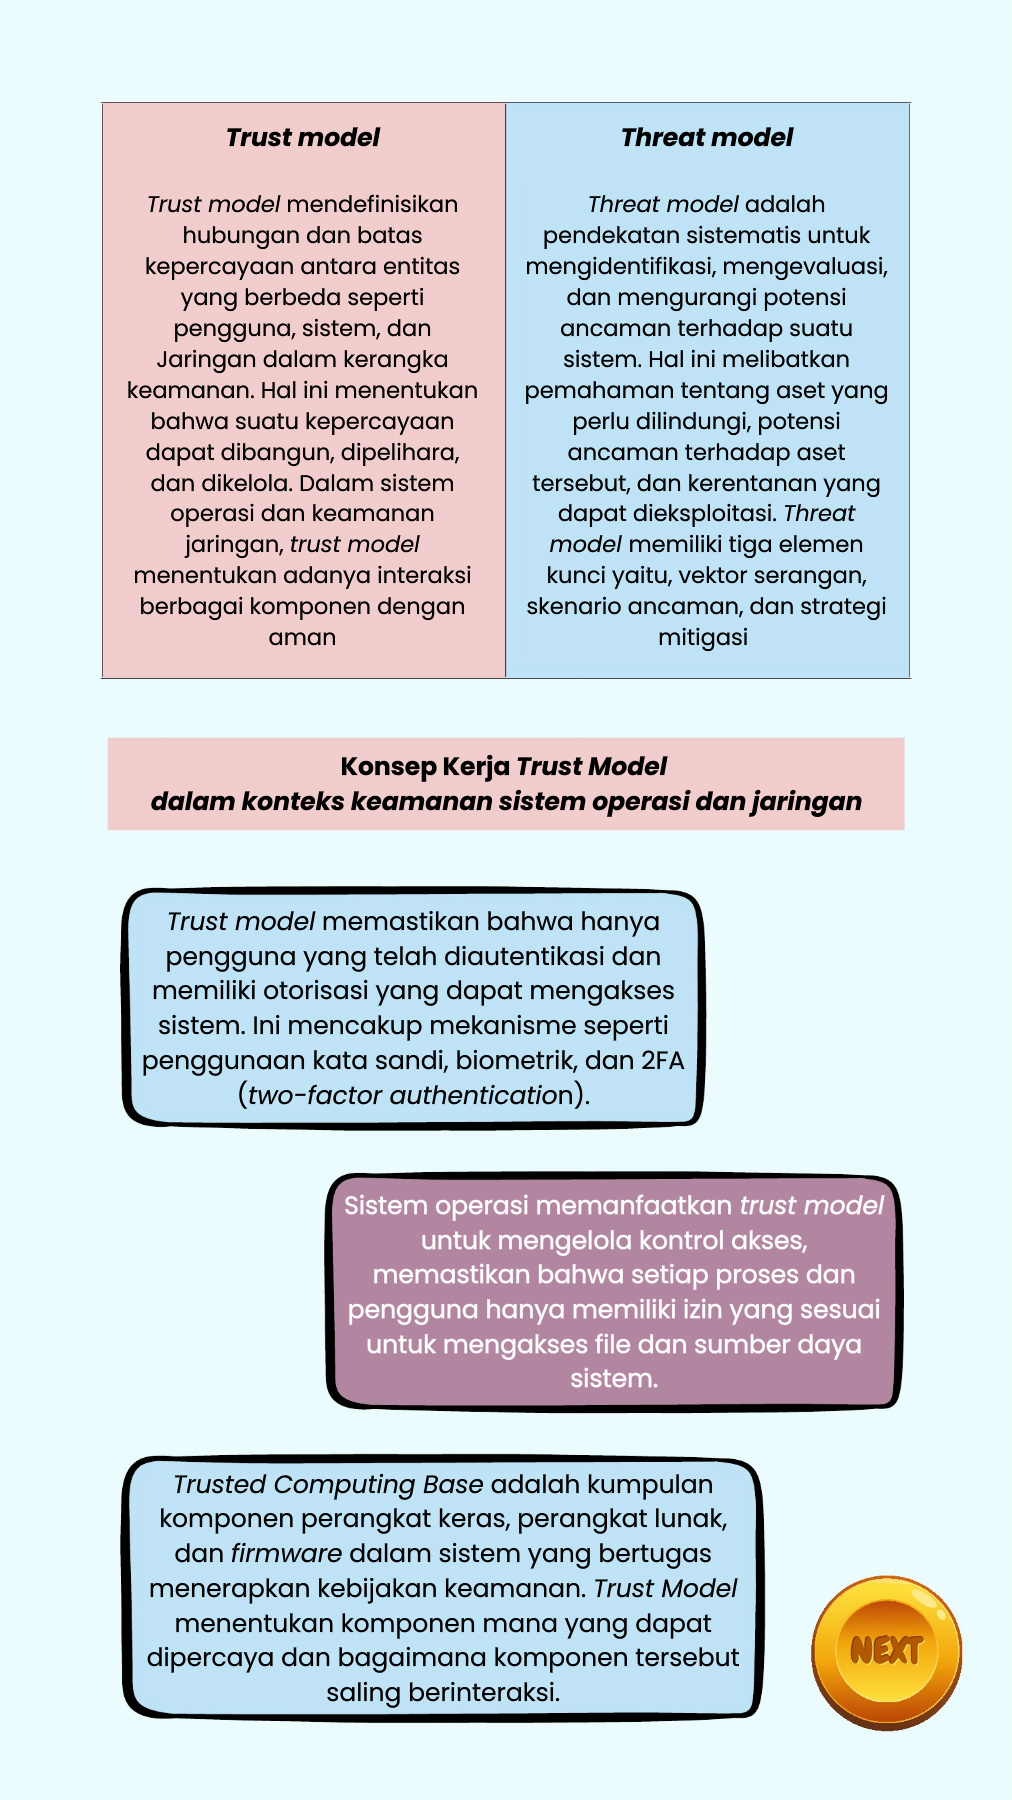 Trust model
Trust model mendefinisikan
hubungan dan batas
kepercayaan antara entitas
yang berbeda seperti
pengguna, sistem, dan
Jaringan dalam kerangka
keamanan. Hal ini menentukan
bahwa suatu kepercayaan
dapat dibangun, dipelihara,
dan dikelola. Dalam sistem
operasi dan keamanan
jaringan, trust model
menentukan adanya interaksi
berbagai komponen dengan
aman
Threat model
Threat model adalah
pendekatan sistematis untuk
mengidentifikasi, mengevaluasi,
dan mengurangi potensi
ancaman terhadap suatu
sistem. Hal ini melibatkan
pemahaman tentang aset yang
perlu dilindungi, potensi
ancaman terhadap aset
tersebut, dan kerentanan yang
dapat dieksploitasi. Threat
model memiliki tiga elemen
kunci yaitu, vektor serangan,
skenario ancaman, dan strategi
mitigasi
Konsep Kerja Trust Model
dalam konteks keamanan sistem operasi dan jaringan
Trust model memastikan bahwa hanya
pengguna yang telah diautentikasi dan
memiliki otorisasi yang dapat mengakses
sistem. Ini mencakup mekanisme seperti
penggunaan kata sandi, biometrik, dan 2FA
(two-factor authentication).
Sistem operasi memanfaatkan trust model
untuk mengelola kontrol akses,
memastikan bahwa setiap proses dan
pengguna hanya memiliki izin yang sesuai
untuk mengakses file dan sumber daya
sistem.
Trusted Computing Base adalah kumpulan
komponen perangkat keras, perangkat lunak,
dan firmware dalam sistem yang bertugas
menerapkan kebijakan keamanan. Trust Model
menentukan komponen mana yang dapat
dipercaya dan bagaimana komponen tersebut
saling berinteraksi.
NEXT